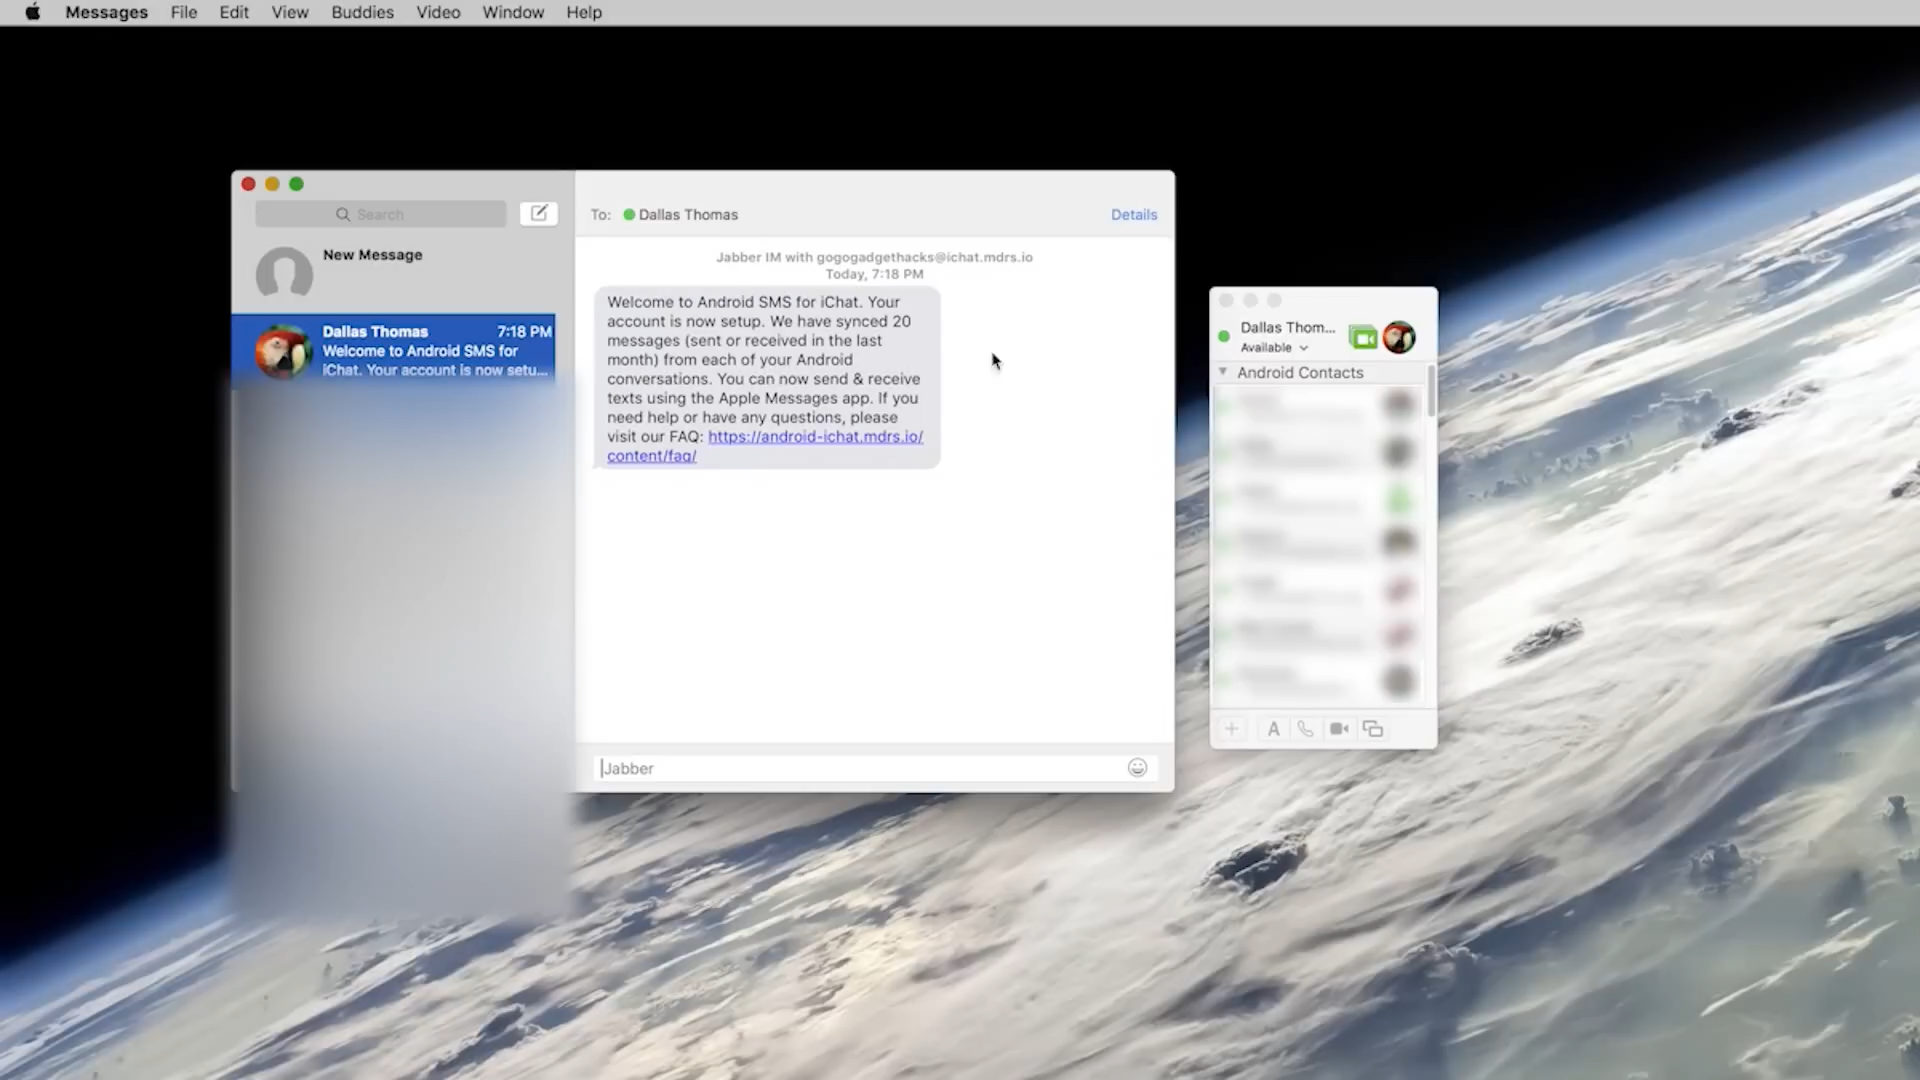 Messages File Edit View Buddies Video Window Help
Search
New Message
Dallas Thomas 7:18 PM
Welcome to Android SMS for
iChat. Your account is now setu...
To: Dallas Thomas Details
Jabber IM with gogogadgethacks@ichat.mdrs.io
Today, 7:18 PM
Welcome to Android SMS for iChat. Your
account is now setup. We have synced 20
messages (sent or received in the last
month) from each of your Android
conversations. You can now send & receive
texts using the Apple Messages app. If you
need help or have any questions, please
visit our FAQ: https://android-ichat.mdrs.io/
content/faq/
Jabber
Dallas Thom...
Available
Android Contacts
A